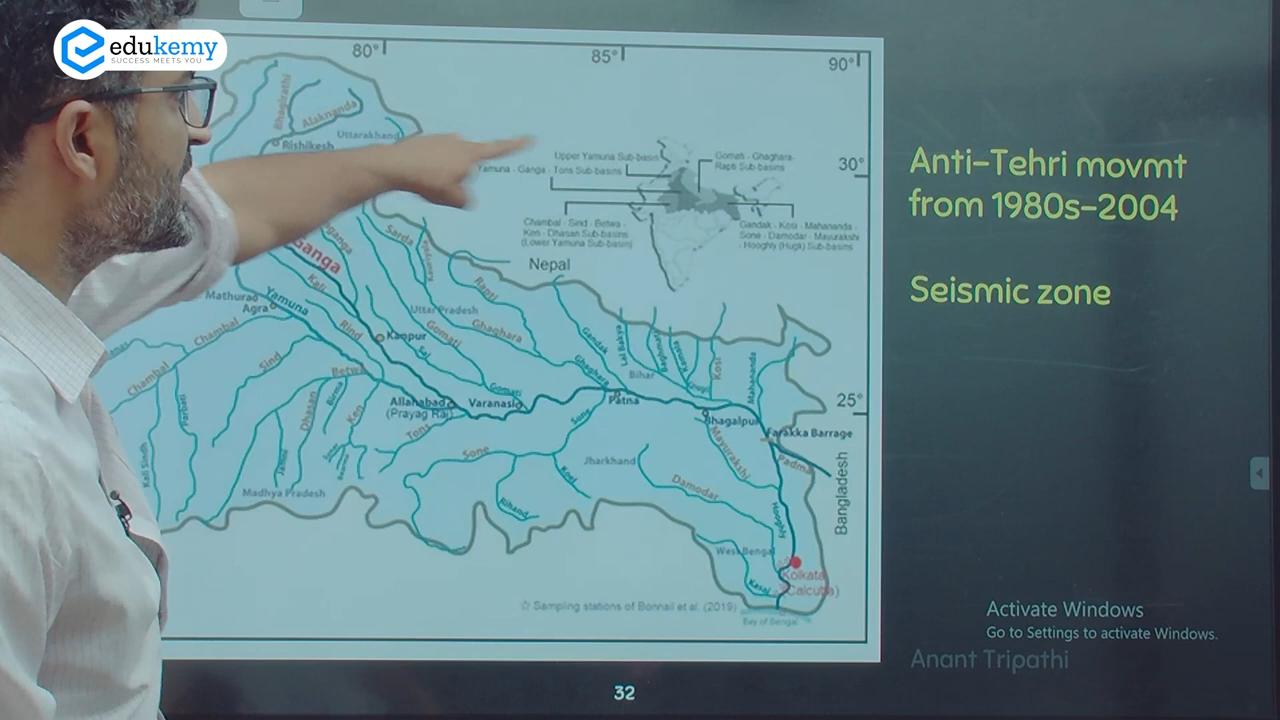 edukemy
SUCCESS MEETS YOU
80°
85°
90°
30°
25°
Bhagirathi
Alaknanda
Uttarakhand
Rishikesh
Upper Yamuna Sub-basin
Yamuna - Ganga - Tons Sub-basins
Gomati - Ghaghara-
Rapti Sub-basins
Chambal - Sind - Betwa -
Ken - Dhasan Sub-basins
(Lower Yamuna Sub-basin)
Gandak - Kosi - Mahananda -
Sone - Damodar - Mayurakshi
- Hooghly (Hugli) Sub-basins
Nepal
Sarda
Ganga
Kali
Rapti
Mathura
Agra
Yamuna
Uttar Pradesh
Chambal
Rind
Kanpur
Gomati
Ghaghara
Sai
Gandak
Kosi
Mahananda
Sind
Betwa
Chambal
Parbati
Dhasan
Ken
Gomati
Ghaghara
Bihar
Allahabad
(Prayag Raj)
Varanasi
Patna
Bhagalpur
Farakka Barrage
Tons
Sone
Sone
Mayurakshi
Padma
Kali Sindh
Jharkhand
Koel
Damodar
Bangladesh
Madhya Pradesh
Rihand
Hooghly
West Bengal
Kasai
Kolkata
(Calcutta)
☆ Sampling stations of Bonnail et al. (2019)
Bay of Bengal
Anti-Tehri movmt
from 1980s-2004
Seismic zone
Activate Windows
Go to Settings to activate Windows.
Anant Tripathi
32